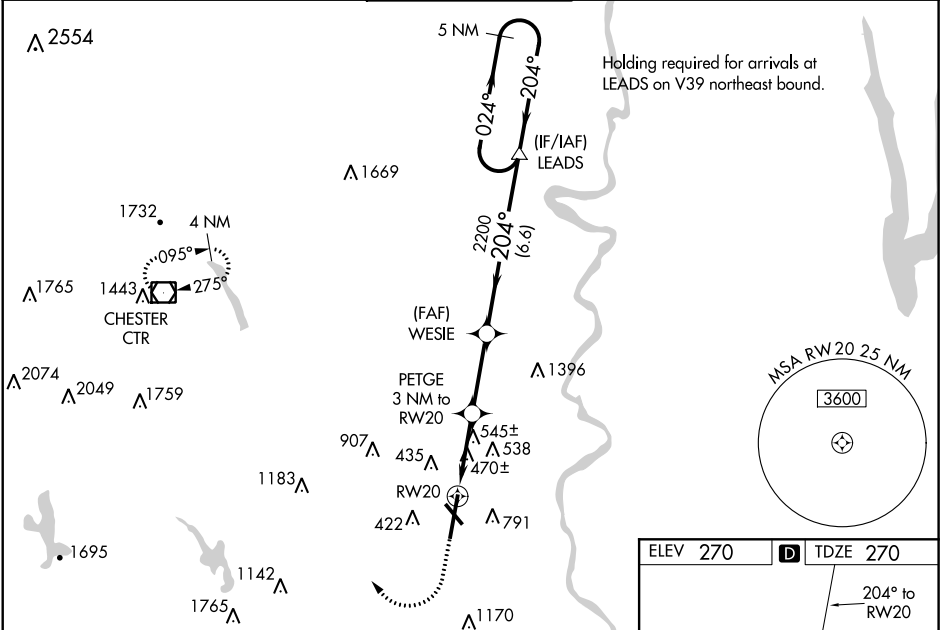 2554
5 NM
204°
024°
Holding required for arrivals at
LEADS on V39 northeast bound.
(IF/IAF)
LEADS
1669
1732
4 NM
095°
275°
2200
204°
(6.6)
1765
1443
CHESTER
CTR
(FAF)
WESIE
2074
2049
1759
1396
PETGE
3 NM to
RW20
MSA RW20 25 NM
3600
907
435
545±
538
470±
1183
RW20
422
791
1695
1142
1765
1170
ELEV 270
D
TDZE 270
204° to
RW20